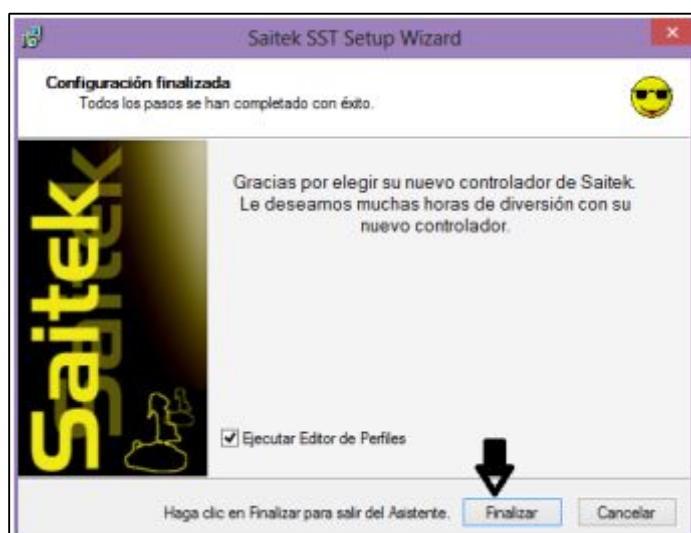 Saitek SST Setup Wizard
Configuración finalizada
Todos los pasos se han completado con éxito.
Saitek
Saitek
Gracias por elegir su nuevo controlador de Saitek.
Le deseamos muchas horas de diversión con su
nuevo controlador.
Ejecutar Editor de Perfiles
Haga clic en Finalizar para salir del Asistente.
Finalizar
Cancelar